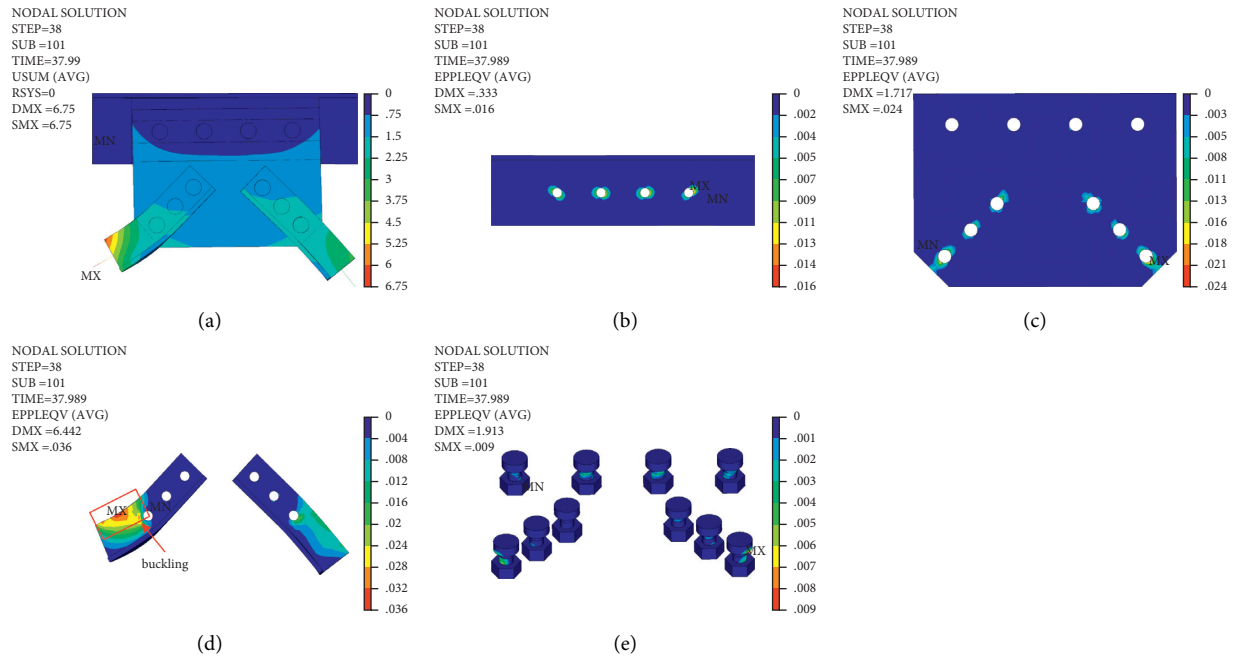 NODAL SOLUTION
STEP=38
SUB =101
TIME=37.99
USUM (AVG)
RSYS=0
DMX =6.75
SMX =6.75
MN
MX
0
.75
1.5
2.25
3
3.75
4.5
5.25
6
6.75
(a)
NODAL SOLUTION
STEP=38
SUB =101
TIME=37.989
EPPLEQV (AVG)
DMX =.333
SMX =.016
MX
MN
0
.002
.004
.005
.007
.009
.011
.013
.014
.016
(b)
NODAL SOLUTION
STEP=38
SUB =101
TIME=37.989
EPPLEQV (AVG)
DMX =1.717
SMX =.024
MN
MX
0
.003
.005
.008
.010
.013
.016
.018
.021
.024
(c)
NODAL SOLUTION
STEP=38
SUB =101
TIME=37.989
EPPLEQV (AVG)
DMX =6.442
SMX =.036
MX
MN
buckling
0
.004
.008
.012
.016
.02
.024
.028
.032
.036
(d)
NODAL SOLUTION
STEP=38
SUB =101
TIME=37.989
EPPLEQV (AVG)
DMX =1.913
SMX =.009
MN
MX
0
.001
.002
.003
.004
.005
.006
.007
.008
.009
(e)